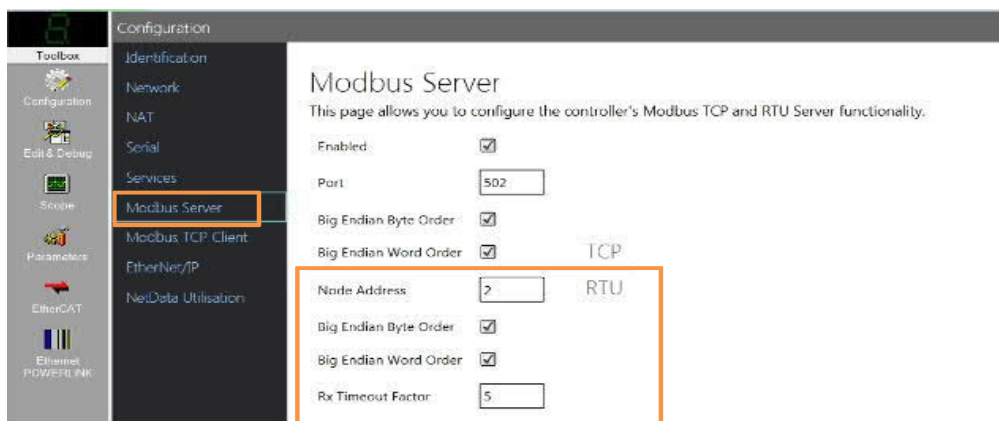 Configuration
Toolbox
Configuration
Edit & Debug
Scope
Parameters
EtherCAT
Ethernet
POWERLINK
Identification
Network
NAT
Serial
Services
Modbus Server
Modbus TCP Client
EtherNet/IP
NetData Utilisation
Modbus Server
This page allows you to configure the controller's Modbus TCP and RTU Server functionality.
Enabled
Port 502
Big Endian Byte Order
Big Endian Word Order TCP
Node Address 2 RTU
Big Endian Byte Order
Big Endian Word Order
Rx Timeout Factor 5